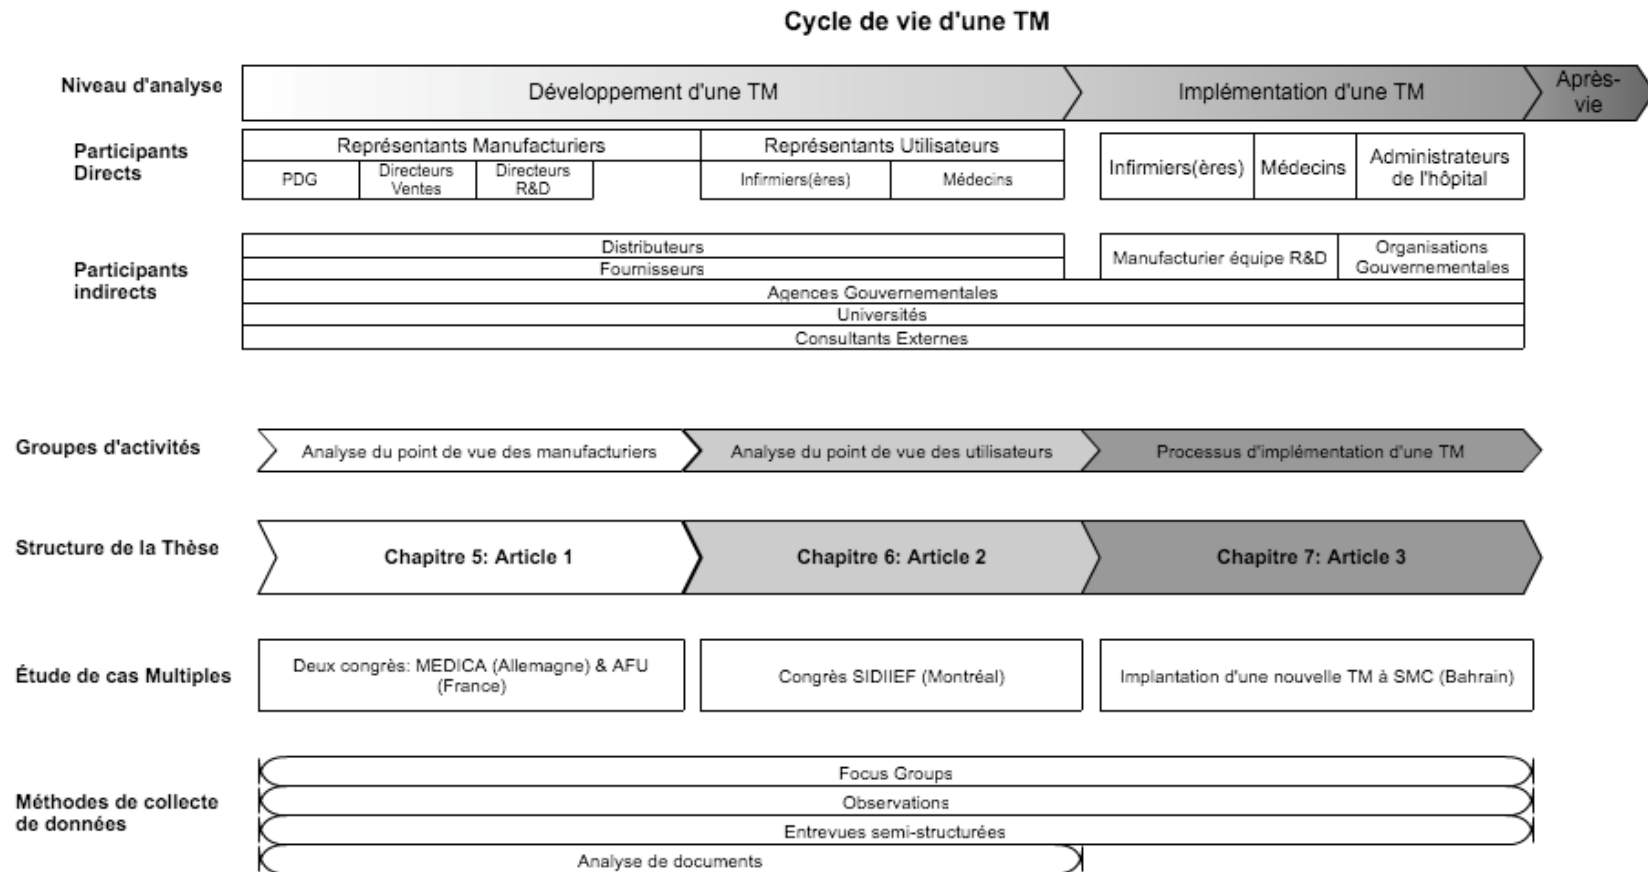 Cycle de vie d'une TM
Niveau d'analyse
Développement d'une TM
Implémentation d'une TM
Après-
vie
Participants
Directs
Représentants Manufacturiers
Représentants Utilisateurs
PDG
Directeurs
Ventes
Directeurs
R&D
Infirmiers(ères)
Médecins
Infirmiers(ères)
Médecins
Administrateurs
de l'hôpital
Participants
indirects
Distributeurs
Fournisseurs
Manufacturier équipe R&D
Organisations
Gouvernementales
Agences Gouvernementales
Universités
Consultants Externes
Groupes d'activités
Analyse du point de vue des manufacturiers
Analyse du point de vue des utilisateurs
Processus d'implémentation d'une TM
Structure de la Thèse
Chapitre 5: Article 1
Chapitre 6: Article 2
Chapitre 7: Article 3
Étude de cas Multiples
Deux congrès: MEDICA (Allemagne) & AFU
(France)
Congrès SIDIIEF (Montréal)
Implantation d'une nouvelle TM à SMC (Bahrain)
Méthodes de collecte
de données
Focus Groups
Observations
Entrevues semi-structurées
Analyse de documents